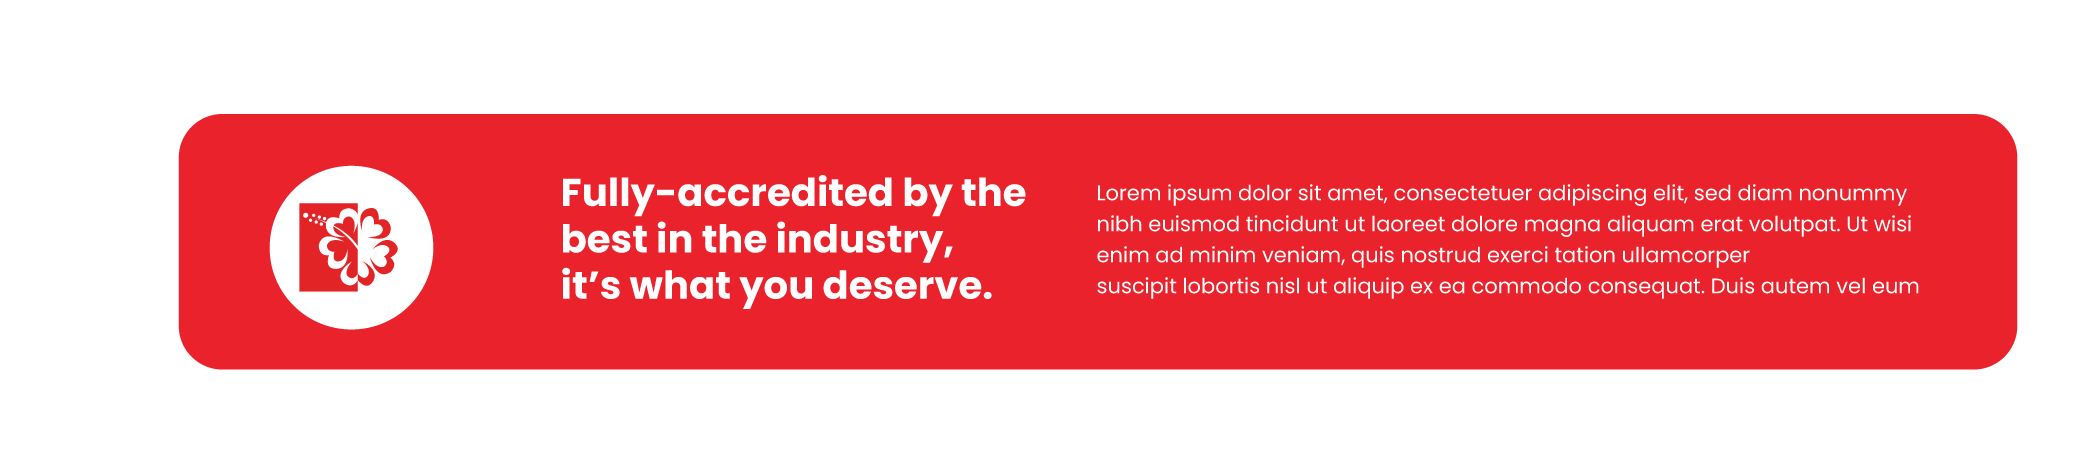 Fully-accredited by the
best in the industry,
it’s what you deserve.
Lorem ipsum dolor sit amet, consectetuer adipiscing elit, sed diam nonummy
nibh euismod tincidunt ut laoreet dolore magna aliquam erat volutpat. Ut wisi
enim ad minim veniam, quis nostrud exerci tation ullamcorper
suscipit lobortis nisl ut aliquip ex ea commodo consequat. Duis autem vel eum